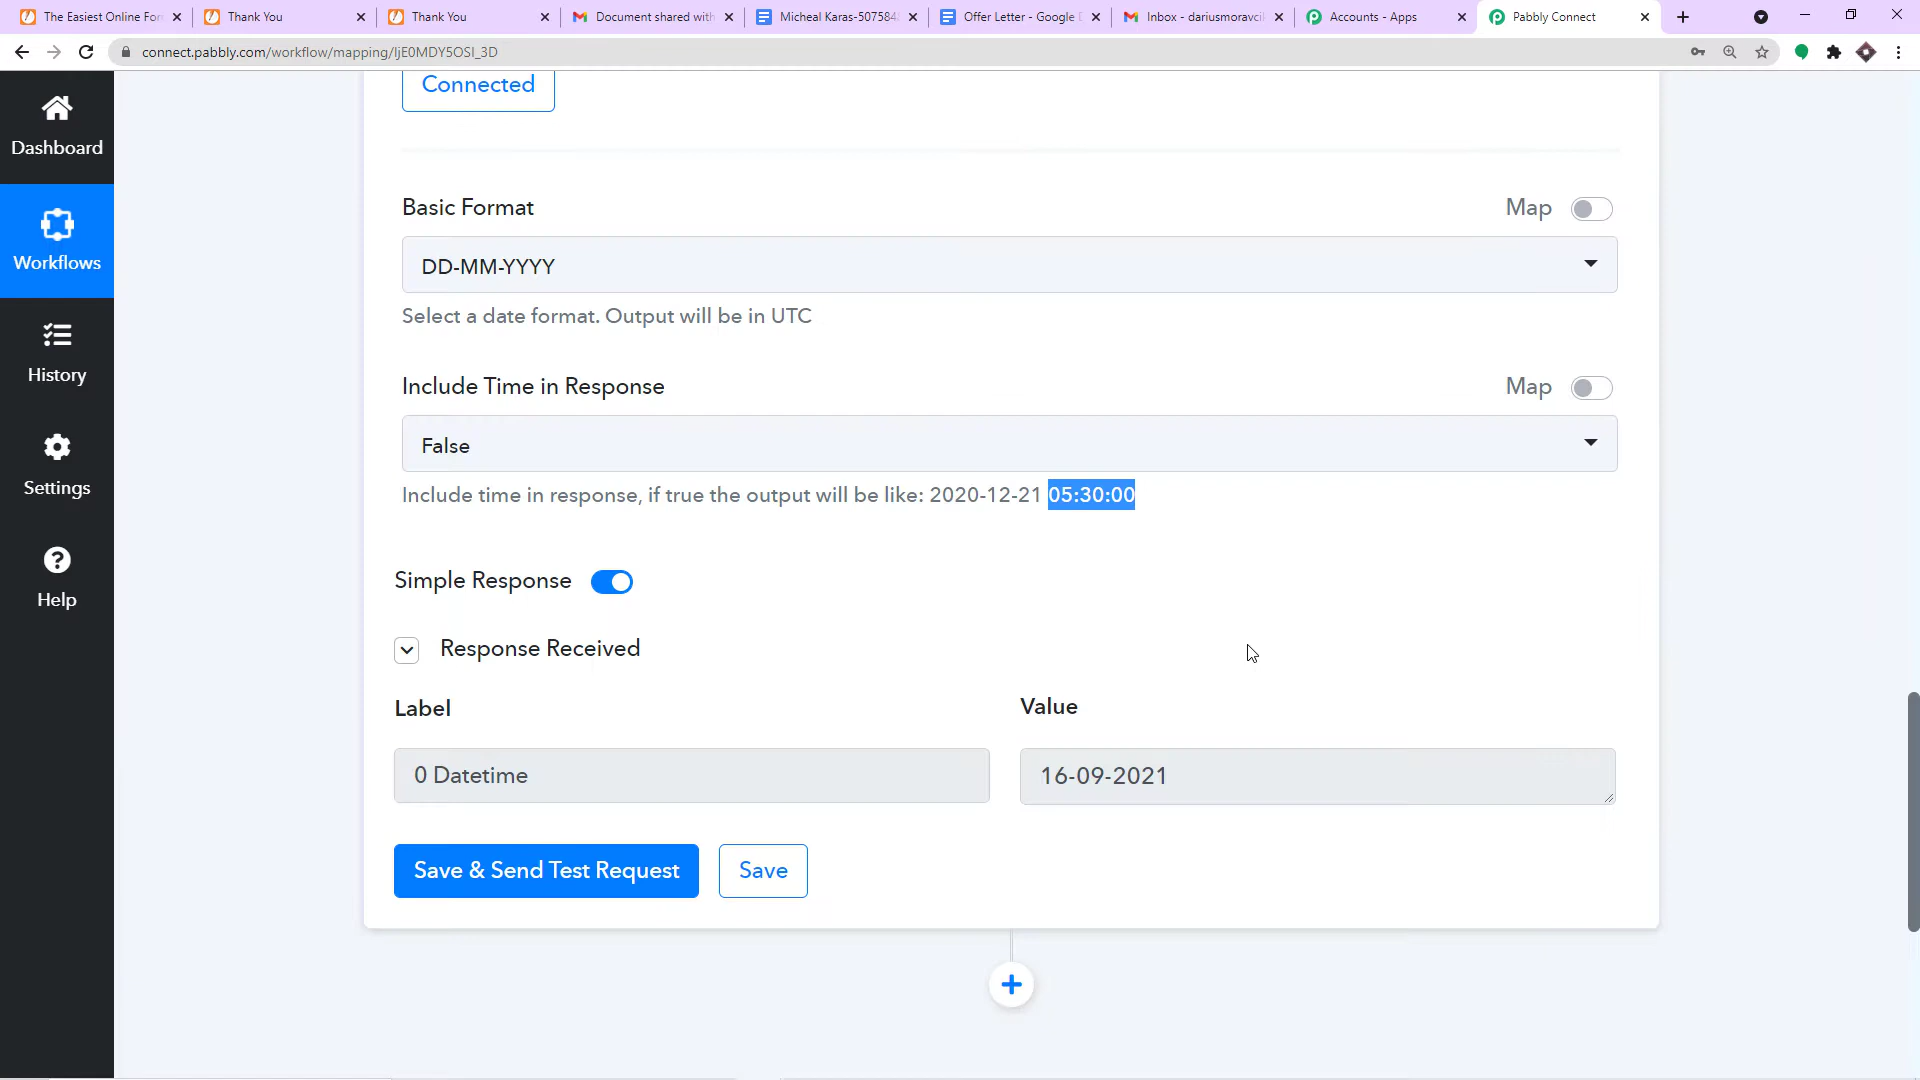 The Easiest Online For
Thank You
Thank You
Document shared with
Micheal Karas-507584
Offer Letter - Google
Inbox - dariusmoravcik
Accounts - Apps
Pabbly Connect
connect.pabbly.com/workflow/mapping/IjE0MDY5OSI_3D
Dashboard
Workflows
History
Settings
Help
Connected
Basic Format
Map
DD-MM-YYYY
Select a date format. Output will be in UTC
Include Time in Response
Map
False
Include time in response, if true the output will be like: 2020-12-21 05:30:00
Simple Response
Response Received
Label
Value
0 Datetime
16-09-2021
Save & Send Test Request
Save